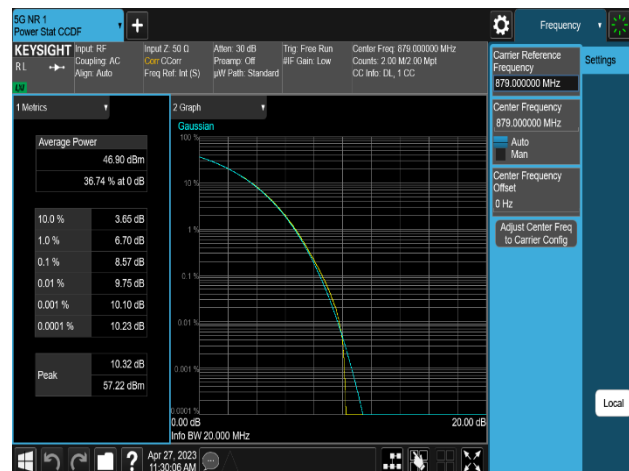 5G NR 1
Power Stat CCDF
Frequency
KEYSIGHT
RL
LV
Input: RF
Coupling: AC
Align: Auto
Input Z: 50 Ω
Corr CCorr
Freq Ref: Int (S)
Atten: 30 dB
Preamp: Off
µW Path: Standard
Trig: Free Run
#IF Gain: Low
Center Freq: 879.000000 MHz
Counts: 2.00 M/2.00 Mpt
CC Info: DL, 1 CC
Carrier Reference
Frequency
879.000000 MHz
Settings
Center Frequency
879.000000 MHz
Auto
Man
Center Frequency
Offset
0 Hz
Adjust Center Freq
to Carrier Config
Local
1 Metrics
Average Power
46.90 dBm
36.74 % at 0 dB
10.0 % 3.65 dB
1.0 % 6.70 dB
0.1 % 8.57 dB
0.01 % 9.75 dB
0.001 % 10.10 dB
0.0001 % 10.23 dB
Peak
10.32 dB
57.22 dBm
2 Graph
Gaussian
100 %
10 %
1 %
0.1 %
0.01 %
0.001 %
0.0001 %
0.00 dB 20.00 dB
Info BW 20.000 MHz
?
Apr 27, 2023
11:30:06 AM